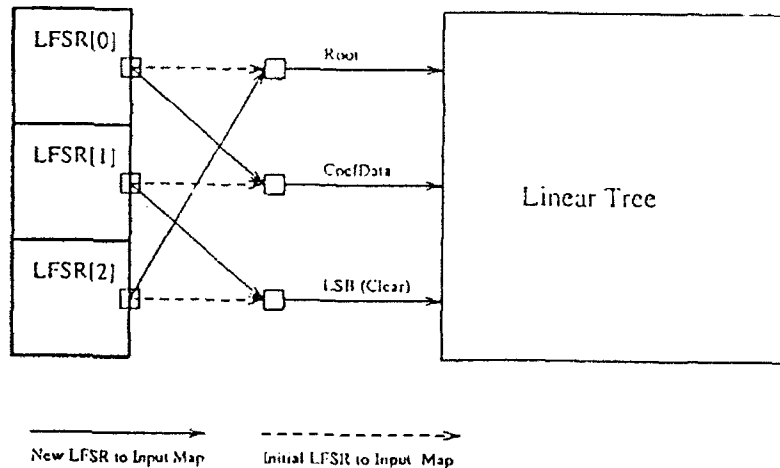 LFSR[0]
Root
LFSR[1]
CoefData
Linear Tree
LFSR[2]
LSB (Clear)
New LFSR to Input Map
Initial LFSR to Input Map